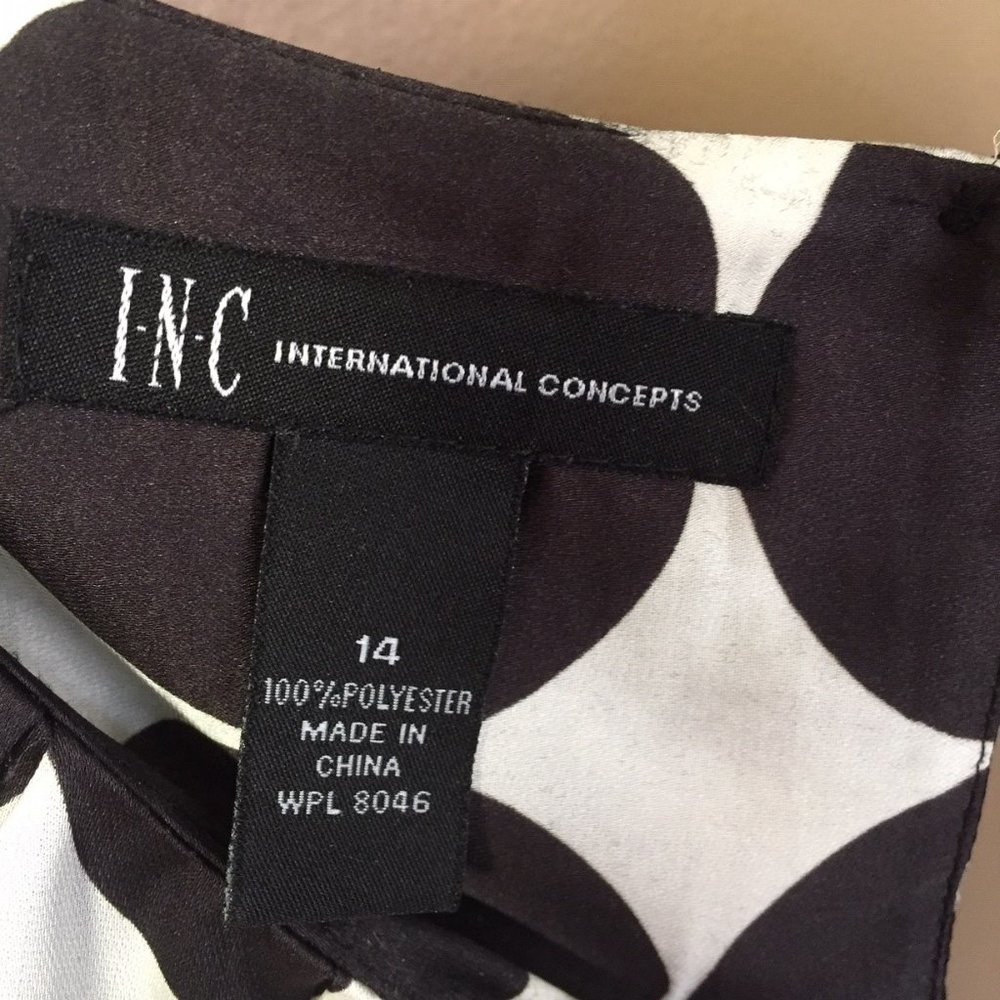 I-N-C INTERNATIONAL CONCEPTS
14
100%POLYESTER
MADE IN
CHINA
WPL 8046